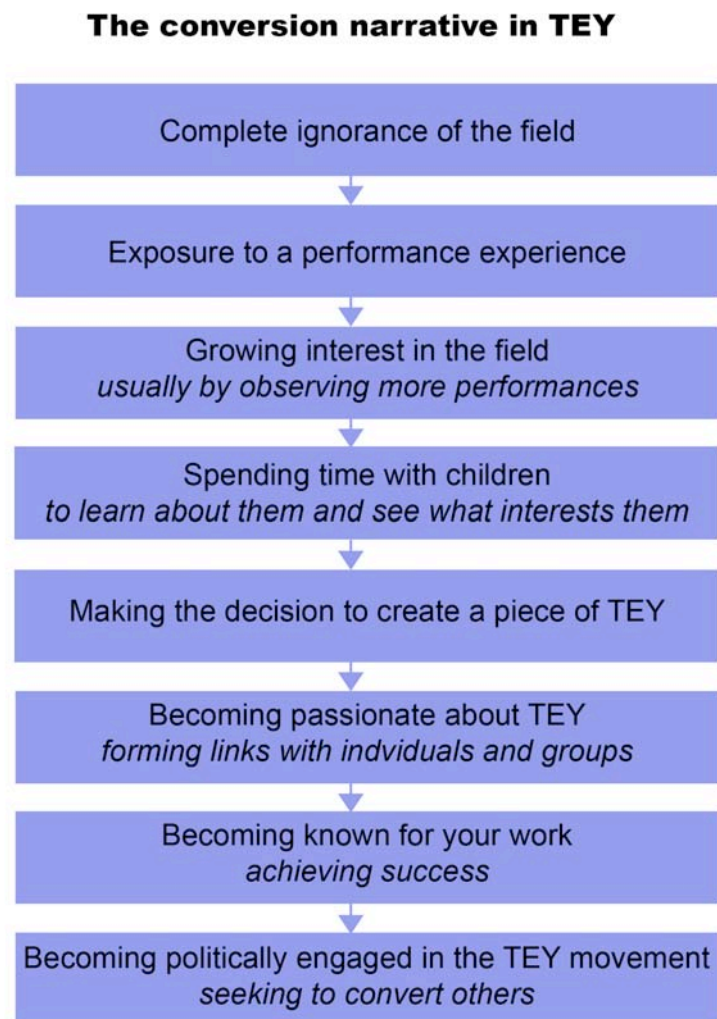 The conversion narrative in TEY
Complete ignorance of the field
Exposure to a performance experience
Growing interest in the field
usually by observing more performances
Spending time with children
to learn about them and see what interests them
Making the decision to create a piece of TEY
Becoming passionate about TEY
forming links with indviduals and groups
Becoming known for your work
achieving success
Becoming politically engaged in the TEY movement
seeking to convert others